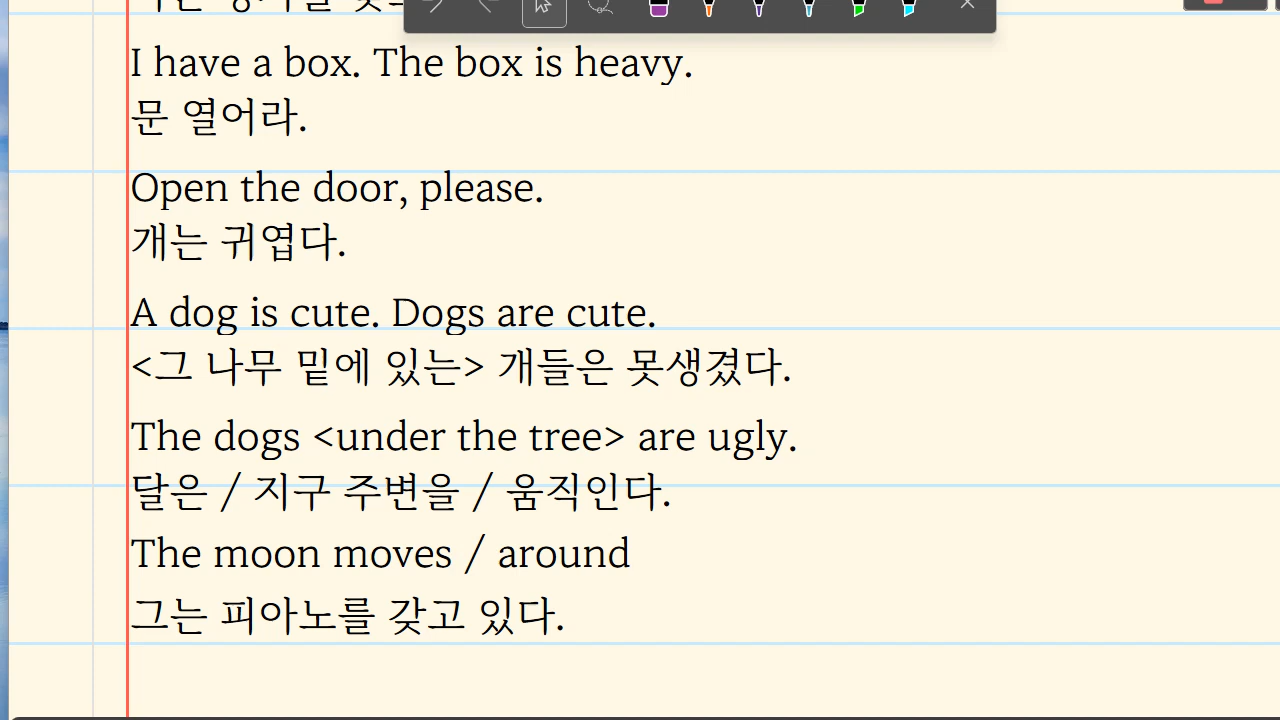 I have a box. The box is heavy.
문 열어라.
Open the door, please.
개는 귀엽다.
A dog is cute. Dogs are cute.
<그 나무 밑에 있는> 개들은 못생겼다.
The dogs <under the tree> are ugly.
달은 / 지구 주변을 / 움직인다.
The moon moves / around
그는 피아노를 갖고 있다.